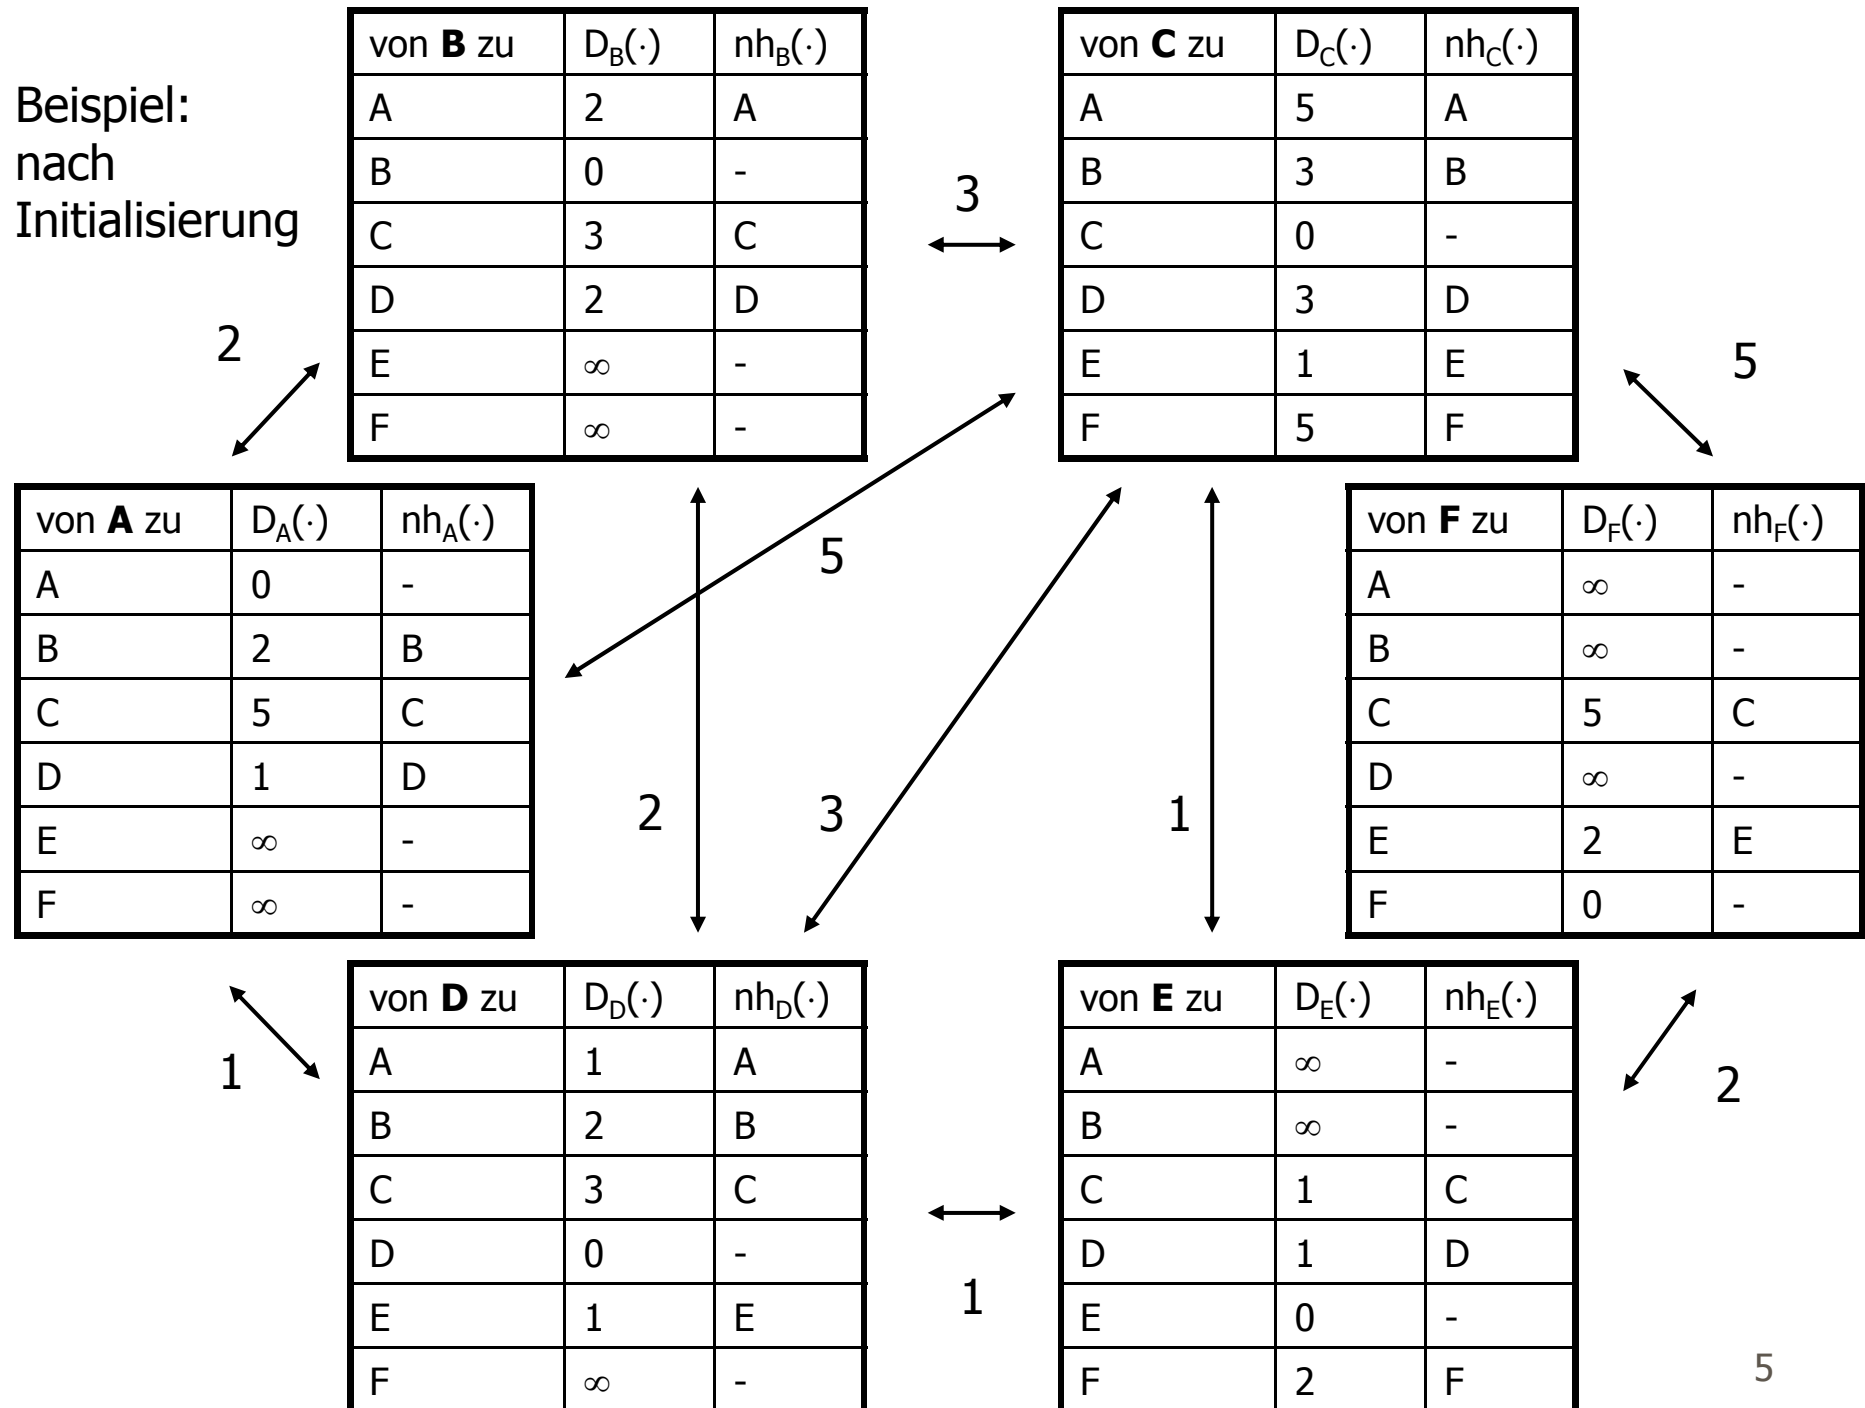 Beispiel:
nach
Initialisierung
von B zu D_B(·) nh_B(·)
A 2 A
B 0 -
C 3 C
D 2 D
E ∞ -
F ∞ -
3
von C zu D_C(·) nh_C(·)
A 5 A
B 3 B
C 0 -
D 3 D
E 1 E
F 5 F
2
5
von A zu D_A(·) nh_A(·)
A 0 -
B 2 B
C 5 C
D 1 D
E ∞ -
F ∞ -
5
2
3
1
von F zu D_F(·) nh_F(·)
A ∞ -
B ∞ -
C 5 C
D ∞ -
E 2 E
F 0 -
1
von D zu D_D(·) nh_D(·)
A 1 A
B 2 B
C 3 C
D 0 -
E 1 E
F ∞ -
1
von E zu D_E(·) nh_E(·)
A ∞ -
B ∞ -
C 1 C
D 1 D
E 0 -
F 2 F
2
5